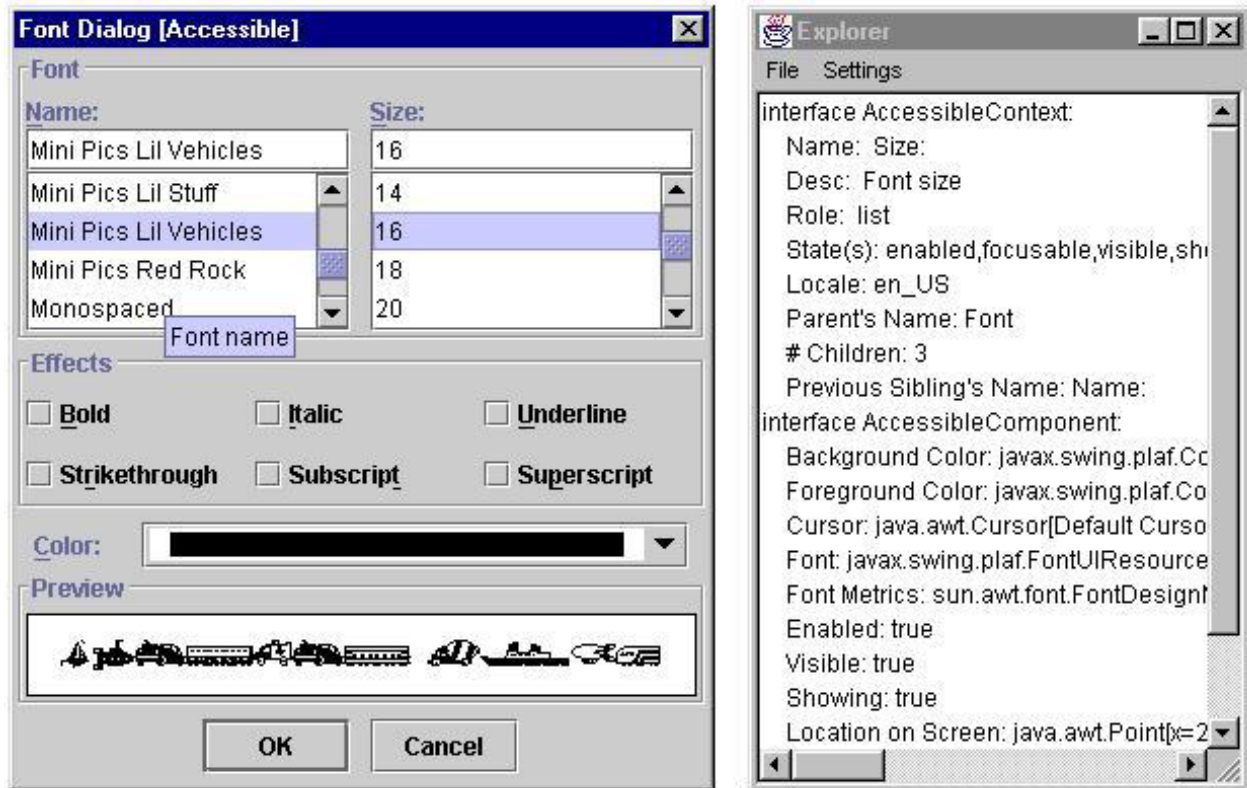 Font Dialog [Accessible]
Font
Name:
Size:
Mini Pics Lil Vehicles
16
Mini Pics Lil Stuff
14
Mini Pics Lil Vehicles
16
Mini Pics Red Rock
18
Monospaced
20
Font name
Effects
Bold
Italic
Underline
Strikethrough
Subscript
Superscript
Color:
Preview
OK
Cancel
Explorer
File Settings
interface AccessibleContext:
Name: Size:
Desc: Font size
Role: list
State(s): enabled,focusable,visible,sh
Locale: en_US
Parent's Name: Font
# Children: 3
Previous Sibling's Name: Name:
interface AccessibleComponent:
Background Color: javax.swing.plaf.Co
Foreground Color: javax.swing.plaf.Co
Cursor: java.awt.Cursor[Default Curso
Font: javax.swing.plaf.FontUIResource
Font Metrics: sun.awt.font.FontDesign
Enabled: true
Visible: true
Showing: true
Location on Screen: java.awt.Point[x=2